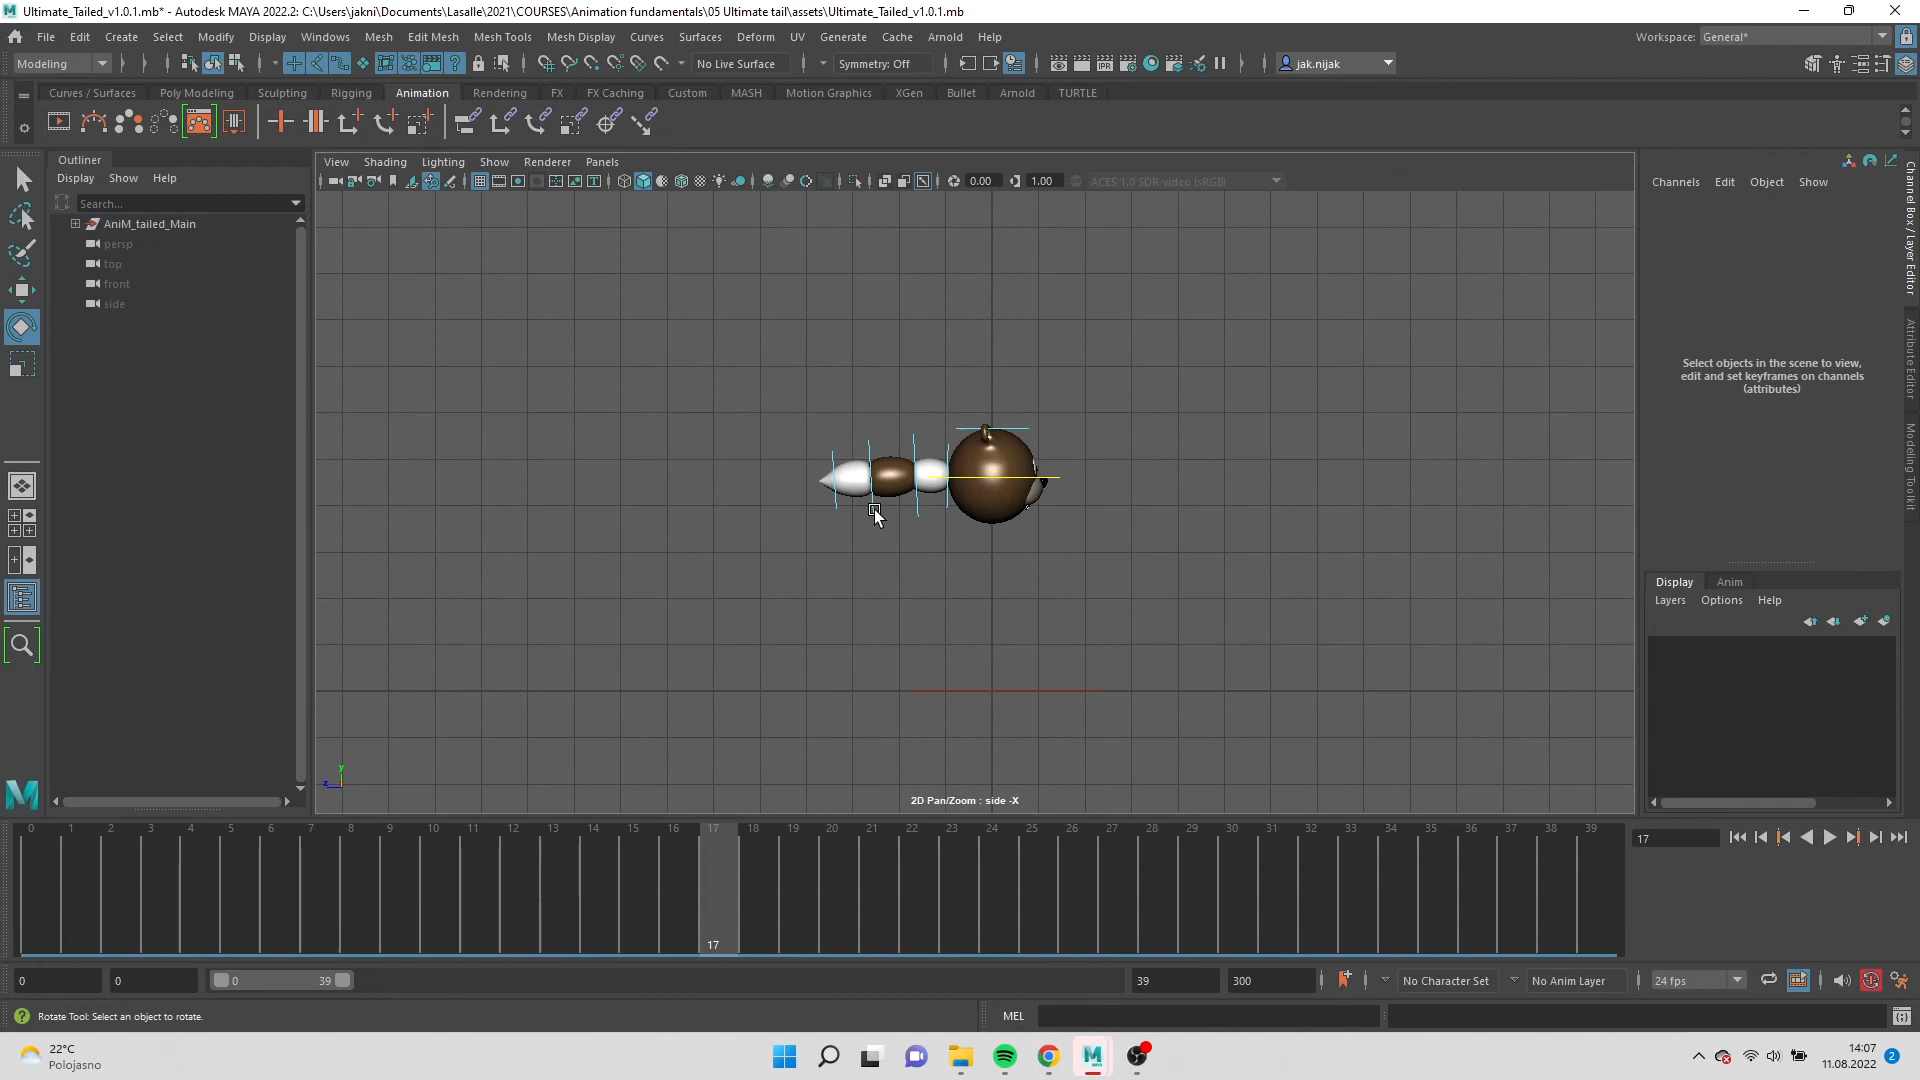 Ultimate_Tailed_v1.0.1.mb* - Autodesk MAYA 2022.2: C:\Users\jakni\Documents\Lasalle\2021\COURSES\Animation fundamentals\05 Ultimate tail\assets\Ultimate_Tailed_v1.0.1.mb
File Edit Create Select Modify Display Windows Mesh Edit Mesh Mesh Tools Mesh Display Curves Surfaces Deform UV Generate Cache Arnold Help Workspace: General*
Modeling No Live Surface Symmetry: Off jak.nijak
Curves / Surfaces Poly Modeling Sculpting Rigging Animation Rendering FX FX Caching Custom MASH Motion Graphics XGen Bullet Arnold TURTLE
Outliner
Display Show Help
Search...
AniM_tailed_Main
persp
top
front
side
View Shading Lighting Show Renderer Panels
0.00 1.00 ACES 1.0 SDR-video (sRGB)
y
z
2D Pan/Zoom : side -X
Channels Edit Object Show
Select objects in the scene to view,
edit and set keyframes on channels
(attributes)
Channel Box / Layer Editor
Attribute Editor
Modeling Toolkit
Display Anim
Layers Options Help
0 1 2 3 4 5 6 7 8 9 10 11 12 13 14 15 16 17 18 19 20 21 22 23 24 25 26 27 28 29 30 31 32 33 34 35 36 37 38 39
17
17
0 0 0 39 39 300 No Character Set No Anim Layer 24 fps
Rotate Tool: Select an object to rotate. MEL
22°C
Polojasno
14:07
11.08.2022
2